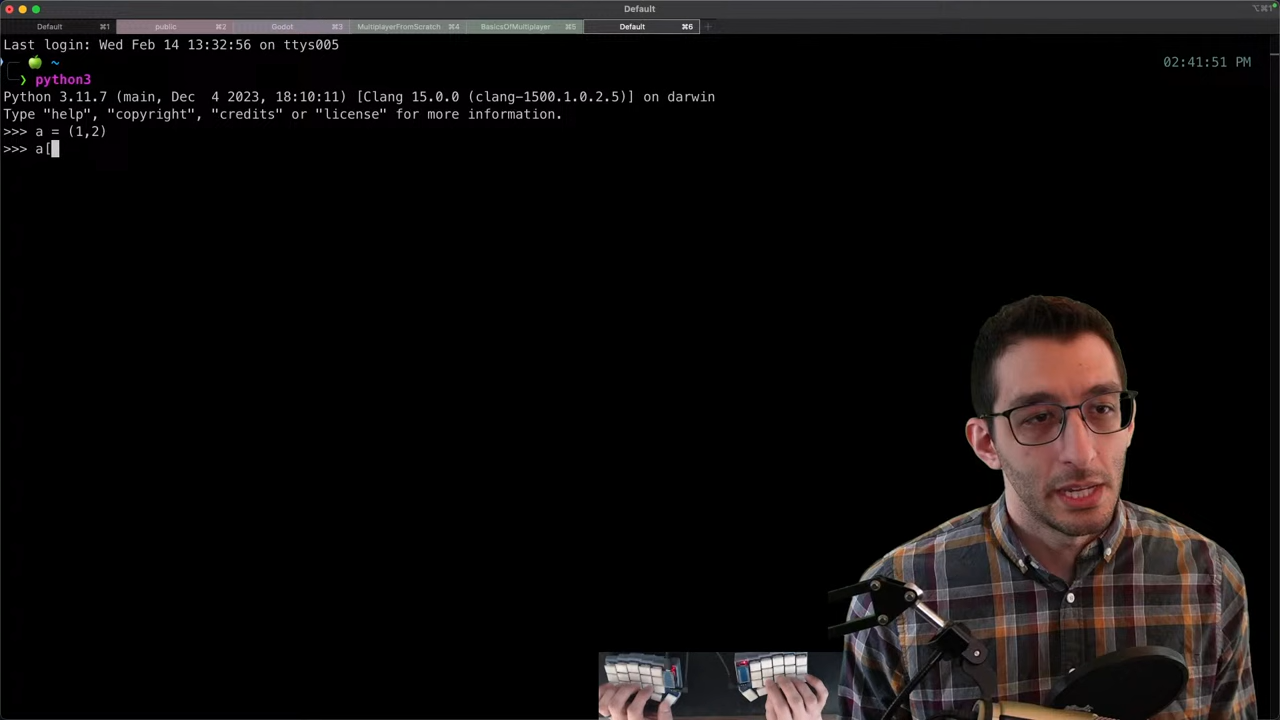 Default
Default ⌘1 public ⌘2 Godot ⌘3 MultiplayerFromScratch ⌘4 BasicsOfMultiplayer ⌘5 Default ⌘6 +
⌥⌘1
Last login: Wed Feb 14 13:32:56 on ttys005
~ 02:41:51 PM
❯ python3
Python 3.11.7 (main, Dec  4 2023, 18:10:11) [Clang 15.0.0 (clang-1500.1.0.2.5)] on darwin
Type "help", "copyright", "credits" or "license" for more information.
>>> a = (1,2)
>>> a[